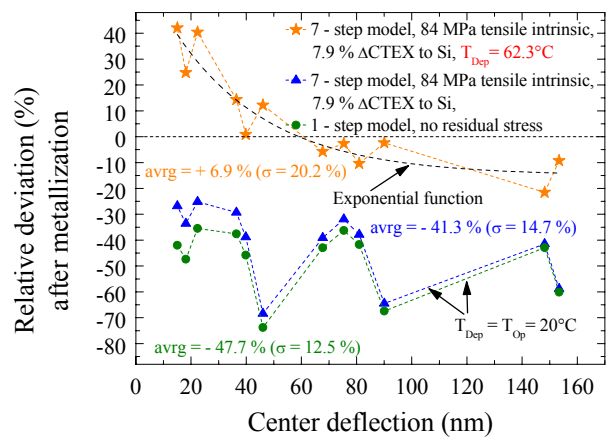 7 - step model, 84 MPa tensile intrinsic,
7.9 % ΔCTEX to Si, T_Dep = 62.3°C
7 - step model, 84 MPa tensile intrinsic,
7.9 % ΔCTEX to Si,
1 - step model, no residual stress
40
30
20
10
0
-10
-20
-30
-40
-50
-60
-70
-80
Relative deviation (%)
after metallization
avrg = + 6.9 % (σ = 20.2 %)
Exponential function
avrg = - 41.3 % (σ = 14.7 %)
T_Dep = T_Op = 20°C
avrg = - 47.7 % (σ = 12.5 %)
0 20 40 60 80 100 120 140 160
Center deflection (nm)